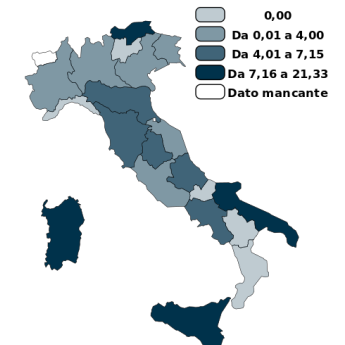 0,00
Da 0,01 a 4,00
Da 4,01 a 7,15
Da 7,16 a 21,33
Dato mancante